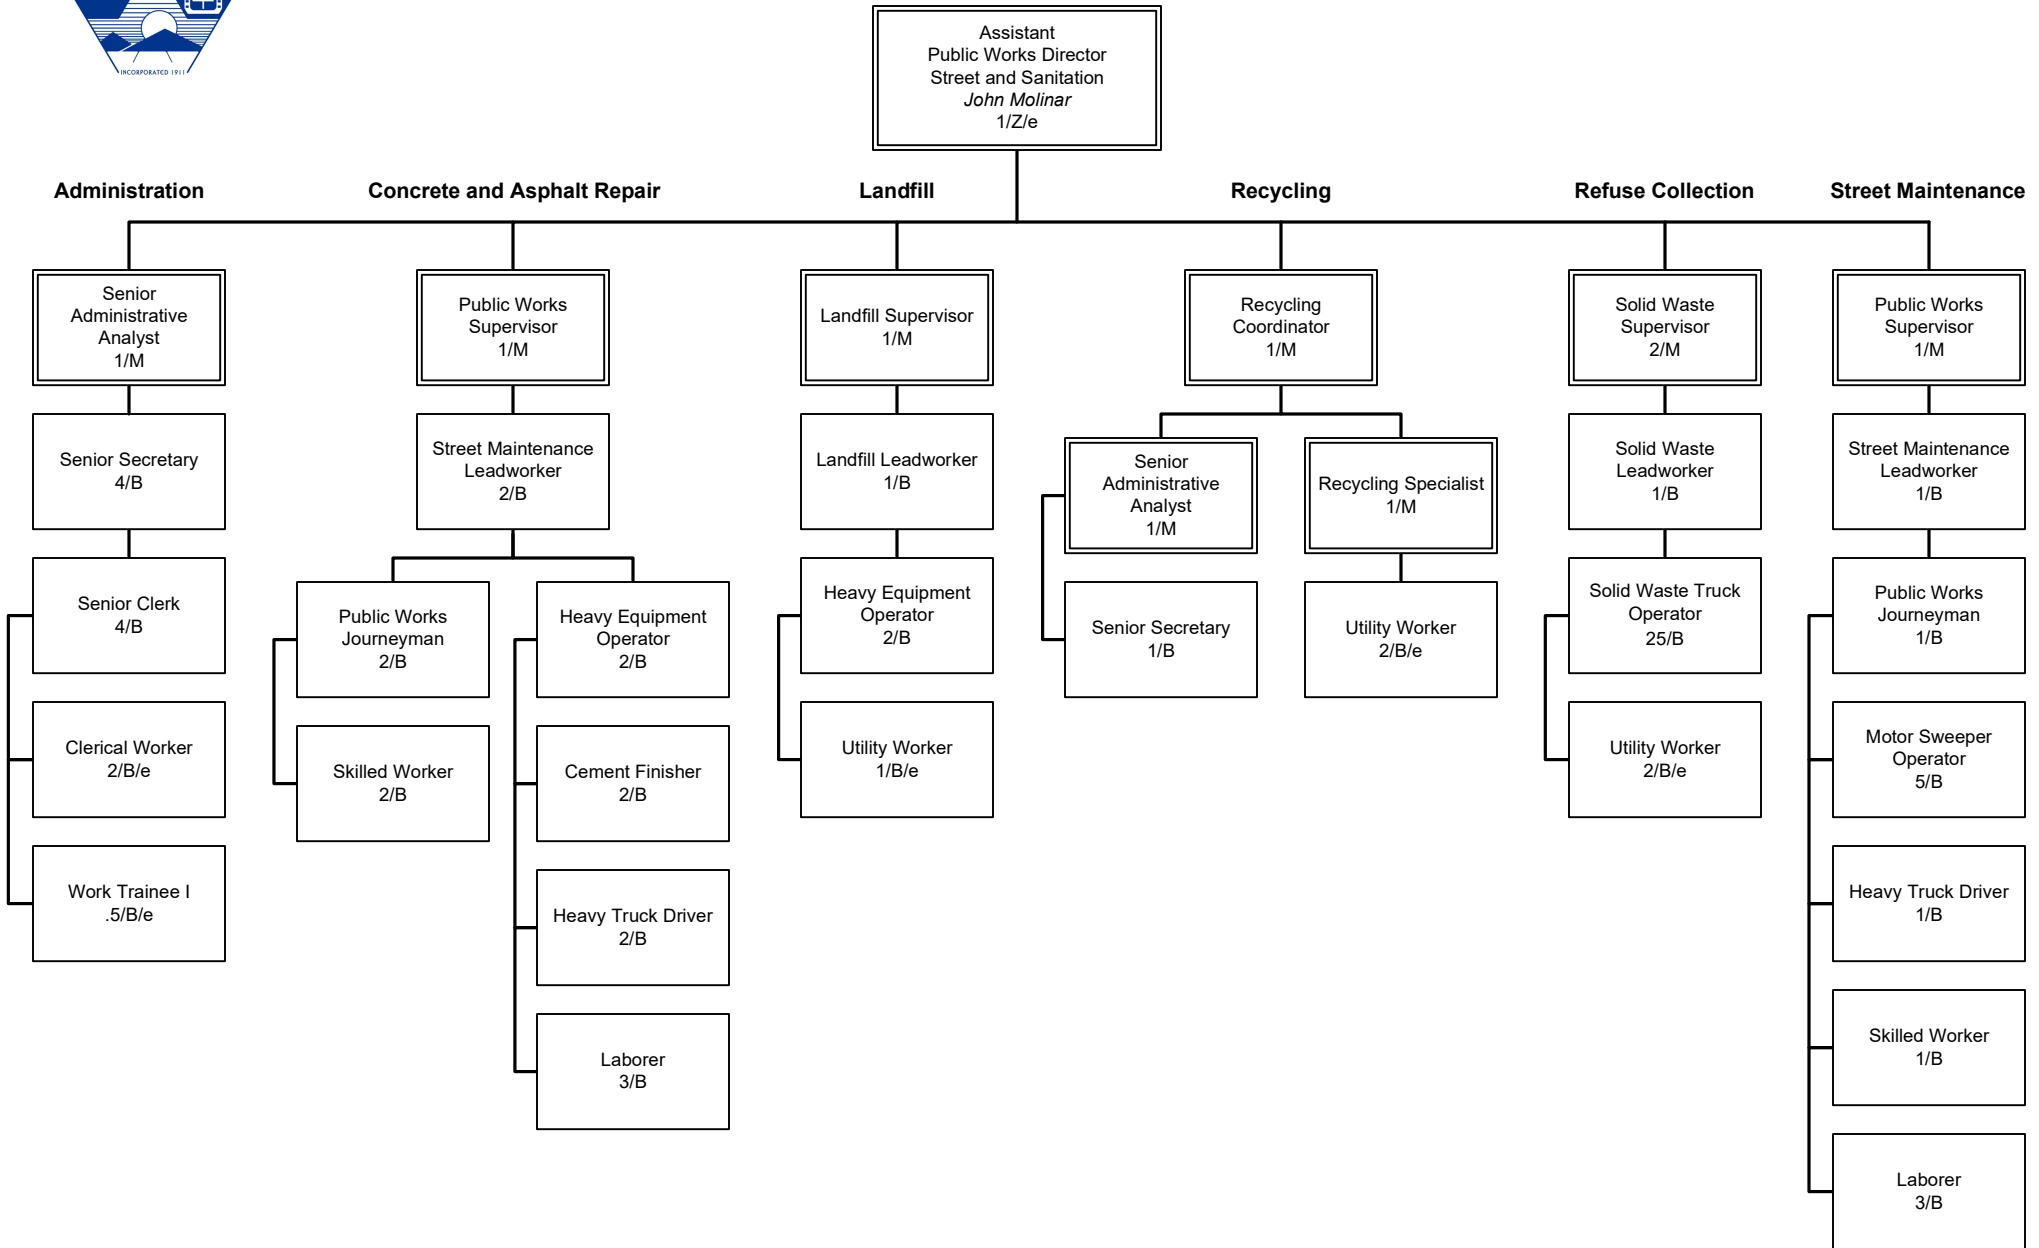 INCORPORATED 1911
Assistant
Public Works Director
Street and Sanitation
John Molinar
1/Z/e
Administration
Concrete and Asphalt Repair
Landfill
Recycling
Refuse Collection
Street Maintenance
Senior
Administrative
Analyst
1/M
Senior Secretary
4/B
Senior Clerk
4/B
Clerical Worker
2/B/e
Work Trainee I
.5/B/e
Public Works
Supervisor
1/M
Street Maintenance
Leadworker
2/B
Public Works
Journeyman
2/B
Skilled Worker
2/B
Heavy Equipment
Operator
2/B
Cement Finisher
2/B
Heavy Truck Driver
2/B
Laborer
3/B
Landfill Supervisor
1/M
Landfill Leadworker
1/B
Heavy Equipment
Operator
2/B
Utility Worker
1/B/e
Recycling
Coordinator
1/M
Senior
Administrative
Analyst
1/M
Senior Secretary
1/B
Recycling Specialist
1/M
Utility Worker
2/B/e
Solid Waste
Supervisor
2/M
Solid Waste
Leadworker
1/B
Solid Waste Truck
Operator
25/B
Utility Worker
2/B/e
Public Works
Supervisor
1/M
Street Maintenance
Leadworker
1/B
Public Works
Journeyman
1/B
Motor Sweeper
Operator
5/B
Heavy Truck Driver
1/B
Skilled Worker
1/B
Laborer
3/B